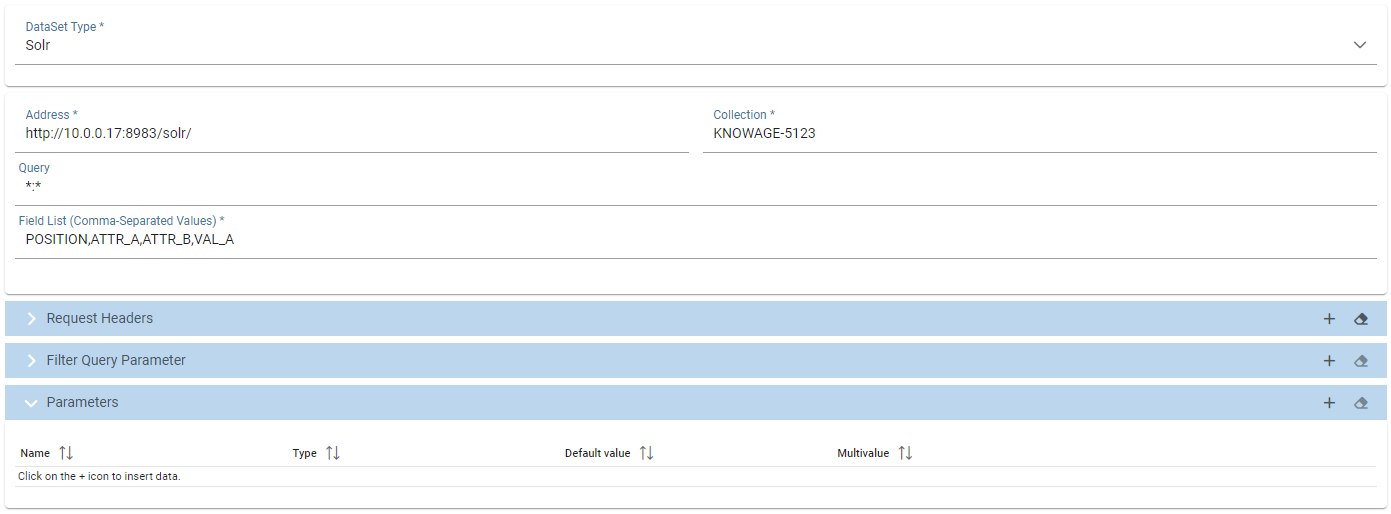 DataSet Type *
Solr
Address *
Collection *
http://10.0.0.17:8983/solr/
KNOWAGE-5123
Query
*:*
Field List (Comma-Separated Values) *
POSITION,ATTR_A,ATTR_B,VAL_A
Request Headers
Filter Query Parameter
Parameters
Name Type Default value Multivalue
Click on the + icon to insert data.